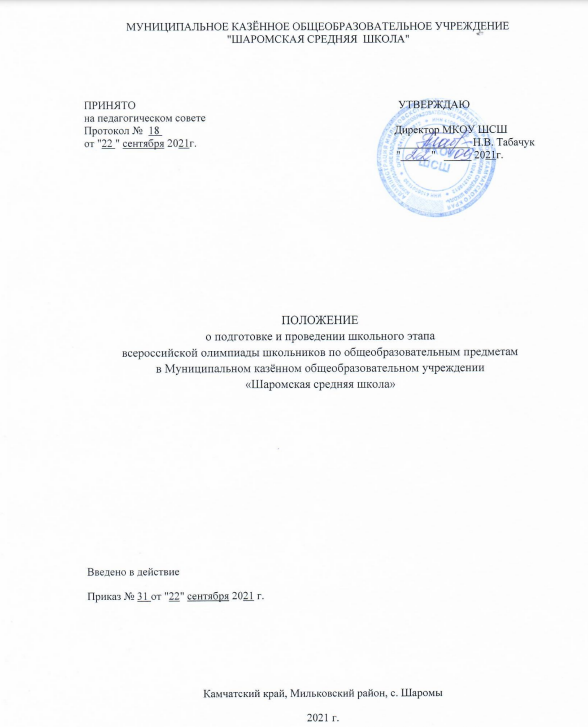 МУНИЦИПАЛЬНОЕ КАЗЁННОЕ ОБЩЕОБРАЗОВАТЕЛЬНОЕ УЧРЕЖДЕНИЕ
"ШАРОМСКАЯ СРЕДНЯЯ ШКОЛА"
ПРИНЯТО
на педагогическом совете
Протокол № 18
от "22 " сентября 2021г.
УТВЕРЖДАЮ
Директор МКОУ ШСШ
Н.В. Табачук
"22" 09 2021г.
ШСШ
ПОЛОЖЕНИЕ
о подготовке и проведении школьного этапа
всероссийской олимпиады школьников по общеобразовательным предметам
в Муниципальном казённом общеобразовательном учреждении
«Шаромская средняя школа»
Введено в действие
Приказ № 31 от "22" сентября 2021 г.
Камчатский край, Мильковский район, с. Шаромы
2021 г.